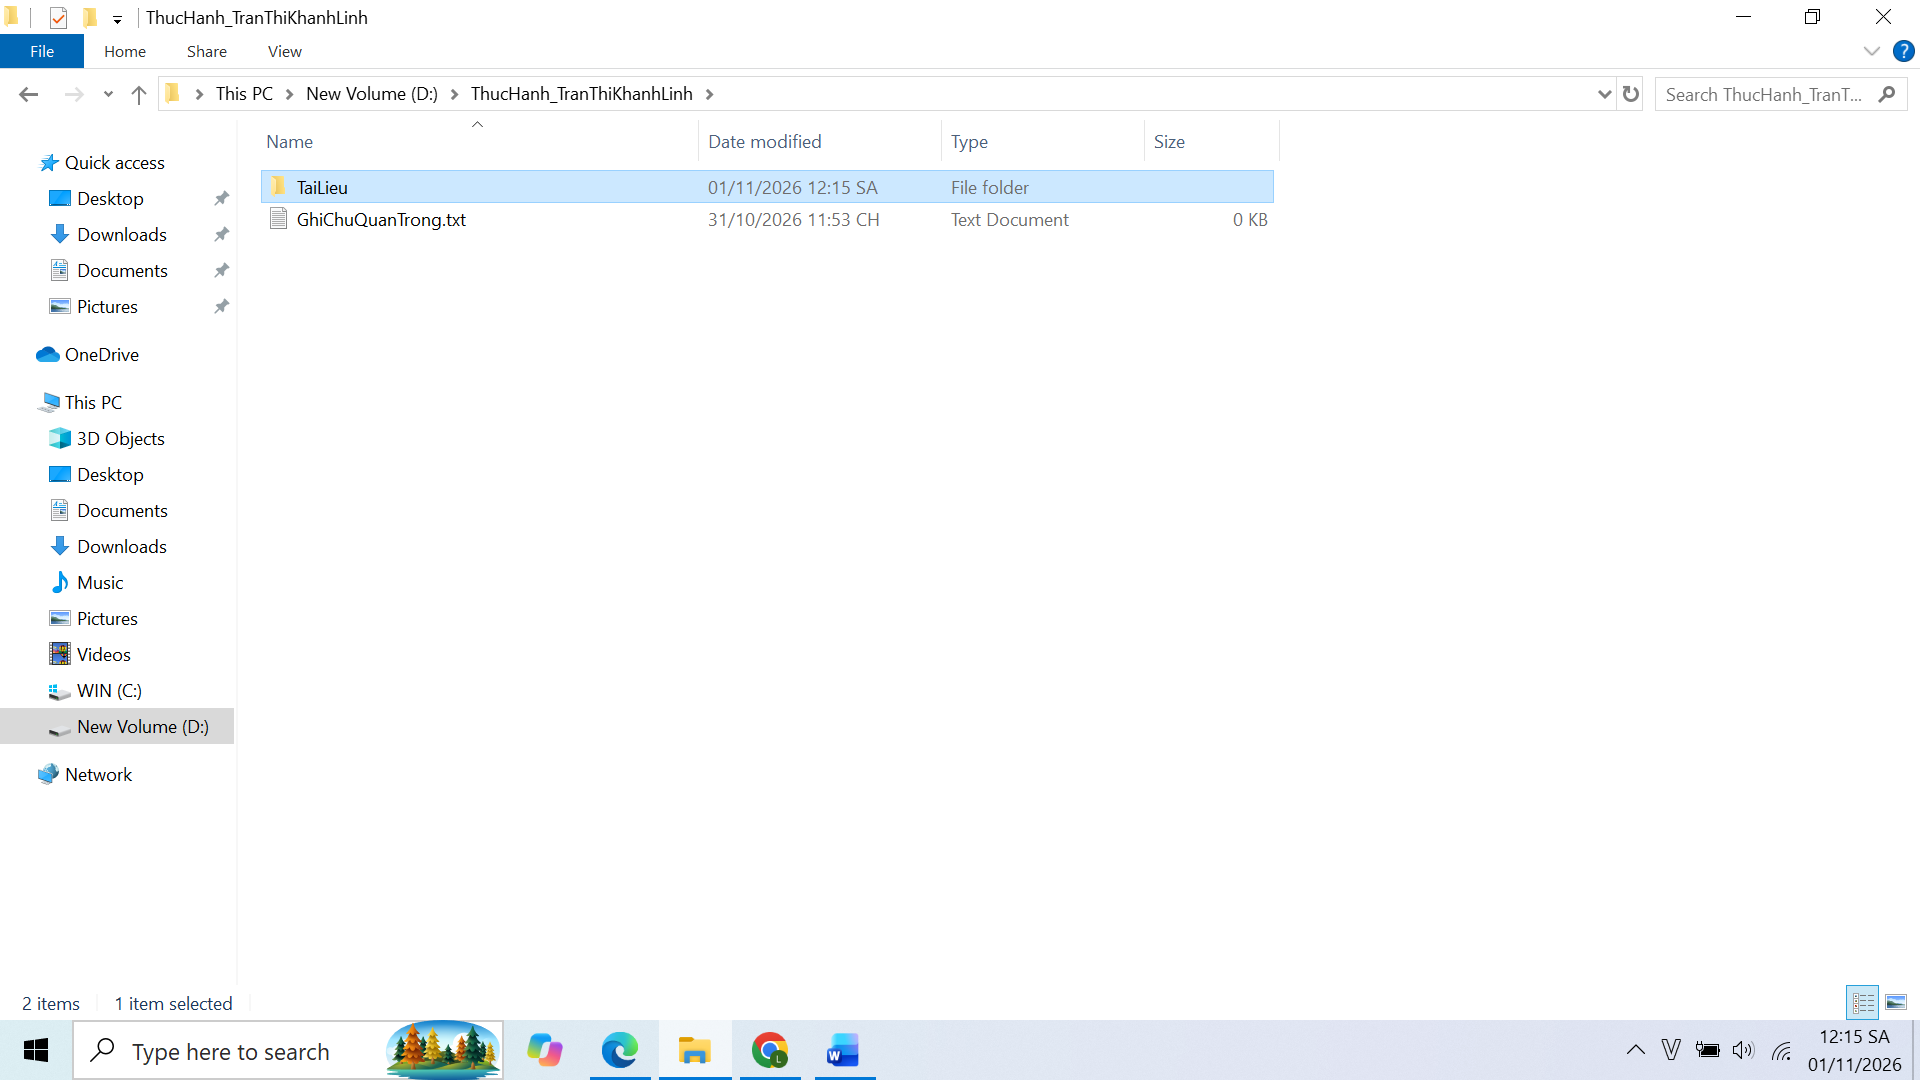 ThucHanh_TranThiKhanhLinh
File Home Share View
This PC New Volume (D:) ThucHanh_TranThiKhanhLinh
Search ThucHanh_TranT...
Name Date modified Type Size
TaiLieu 01/11/2026 12:15 SA File folder
GhiChuQuanTrong.txt 31/10/2026 11:53 CH Text Document 0 KB
Quick access
Desktop
Downloads
Documents
Pictures
OneDrive
This PC
3D Objects
Desktop
Documents
Downloads
Music
Pictures
Videos
WIN (C:)
New Volume (D:)
Network
2 items 1 item selected
Type here to search
L
W
V
12:15 SA
01/11/2026